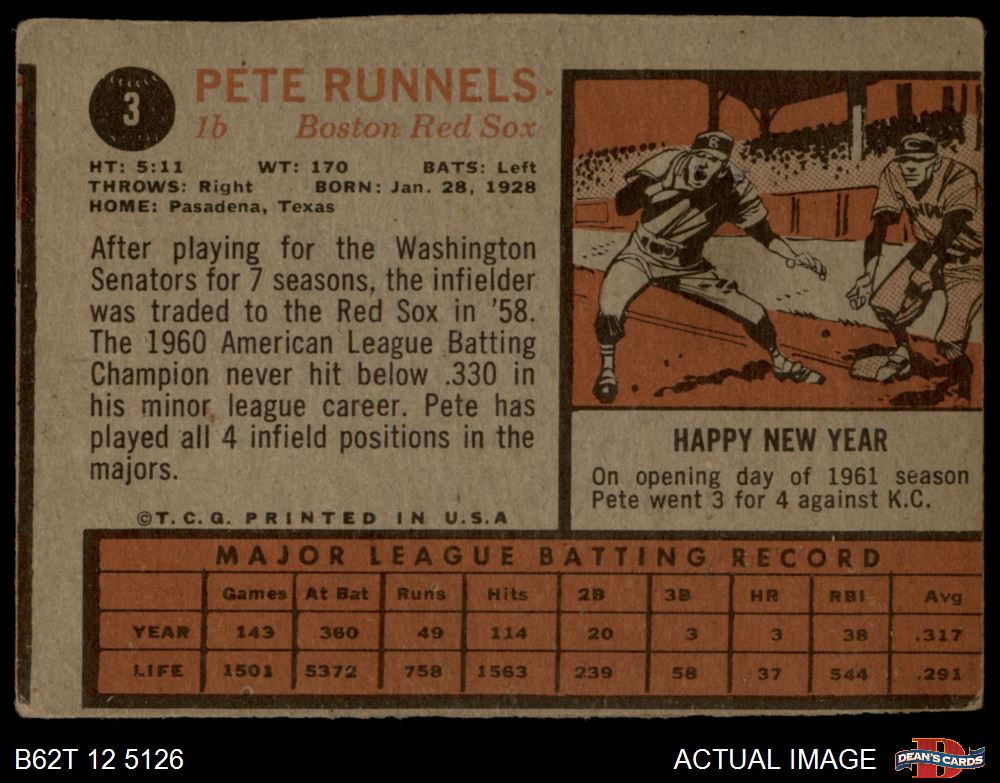 3
PETE RUNNELS
1b Boston Red Sox
HT: 5:11 WT: 170 BATS: Left
THROWS: Right BORN: Jan. 28, 1928
HOME: Pasadena, Texas
After playing for the Washington
Senators for 7 seasons, the infielder
was traded to the Red Sox in '58.
The 1960 American League Batting
Champion never hit below .330 in
his minor league career. Pete has
played all 4 infield positions in the
majors.
©T.C.G. PRINTED IN U.S.A
B
C
INDI
HAPPY NEW YEAR
On opening day of 1961 season
Pete went 3 for 4 against K.C.
MAJOR LEAGUE BATTING RECORD
Games At Bat Runs Hits 2B 3B HR RBI Avg
YEAR 143 360 49 114 20 3 3 38 .317
LIFE 1501 5372 758 1563 239 58 37 544 .291
B62T 12 5126
ACTUAL IMAGE
DEAN'S CARDS